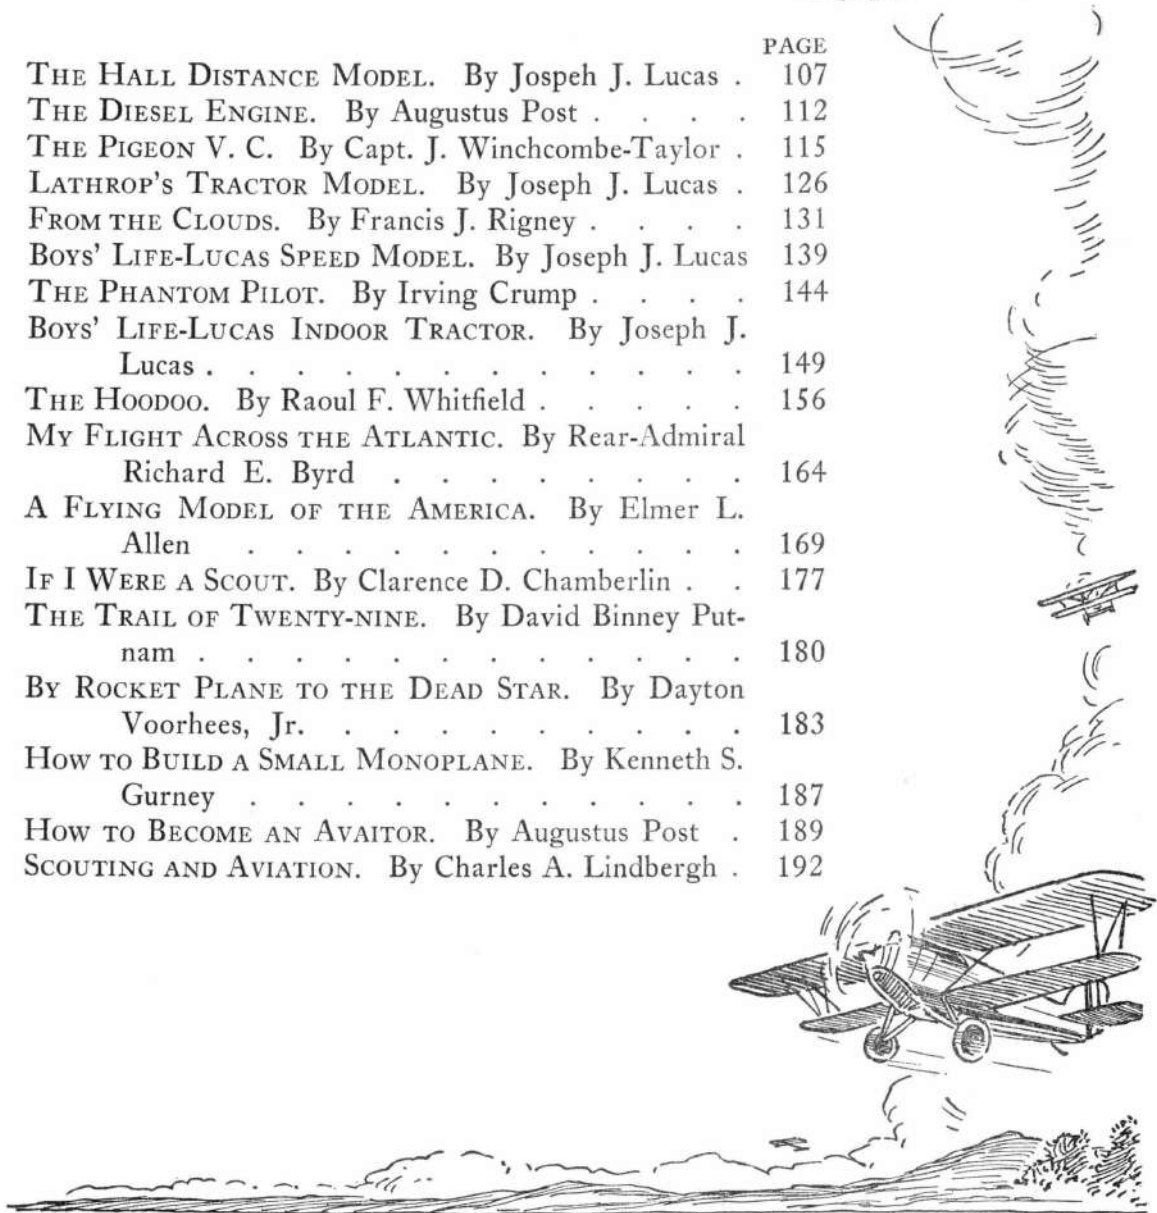 PAGE
THE HALL DISTANCE MODEL. By Jospeh J. Lucas . 107
THE DIESEL ENGINE. By Augustus Post . . . . 112
THE PIGEON V. C. By Capt. J. Winchcombe-Taylor . 115
LATHROP'S TRACTOR MODEL. By Joseph J. Lucas . 126
FROM THE CLOUDS. By Francis J. Rigney . . . . 131
BOYS' LIFE-LUCAS SPEED MODEL. By Joseph J. Lucas 139
THE PHANTOM PILOT. By Irving Crump . . . . 144
BOYS' LIFE-LUCAS INDOOR TRACTOR. By Joseph J.
Lucas . . . . . . . . . . . 149
THE HOODOO. By Raoul F. Whitfield . . . . . 156
MY FLIGHT ACROSS THE ATLANTIC. By Rear-Admiral
Richard E. Byrd . . . . . . . . 164
A FLYING MODEL OF THE AMERICA. By Elmer L.
Allen . . . . . . . . . . . 169
IF I WERE A SCOUT. By Clarence D. Chamberlin . . 177
THE TRAIL OF TWENTY-NINE. By David Binney Put-
nam . . . . . . . . . . . . 180
BY ROCKET PLANE TO THE DEAD STAR. By Dayton
Voorhees, Jr. . . . . . . . . . 183
HOW TO BUILD A SMALL MONOPLANE. By Kenneth S.
Gurney . . . . . . . . . . . 187
HOW TO BECOME AN AVAITOR. By Augustus Post . 189
SCOUTING AND AVIATION. By Charles A. Lindbergh . 192